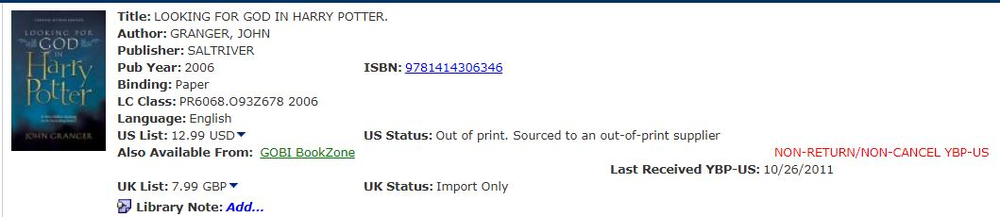 LOOKING FOR
GOD
IN
Harry
Potter
JOHN GRANGER
Title: LOOKING FOR GOD IN HARRY POTTER.
Author: GRANGER, JOHN
Publisher: SALTRIVER
Pub Year: 2006 ISBN: 9781414306346
Binding: Paper
LC Class: PR6068.O93Z678 2006
Language: English
US List: 12.99 USD US Status: Out of print. Sourced to an out-of-print supplier
Also Available From: GOBI BookZone NON-RETURN/NON-CANCEL YBP-US
Last Received YBP-US: 10/26/2011
UK List: 7.99 GBP UK Status: Import Only
Library Note: Add...